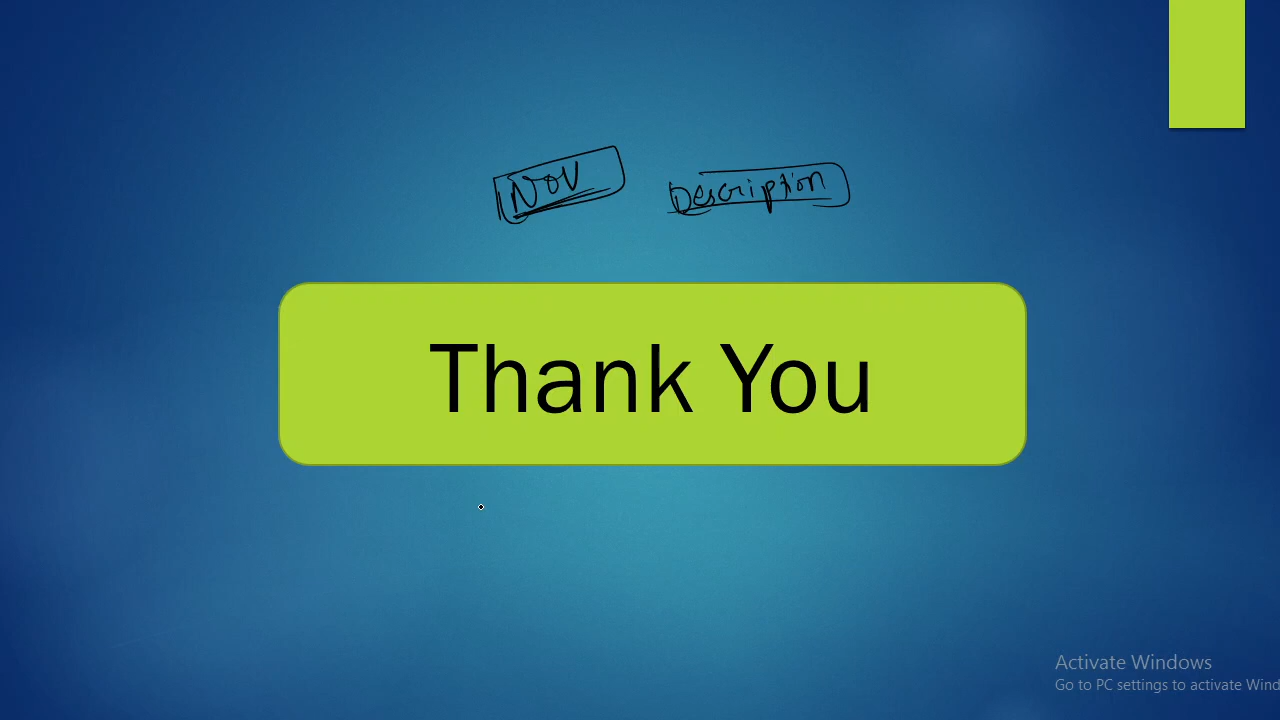 Nov Description
Thank You
Activate Windows
Go to PC settings to activate Wind